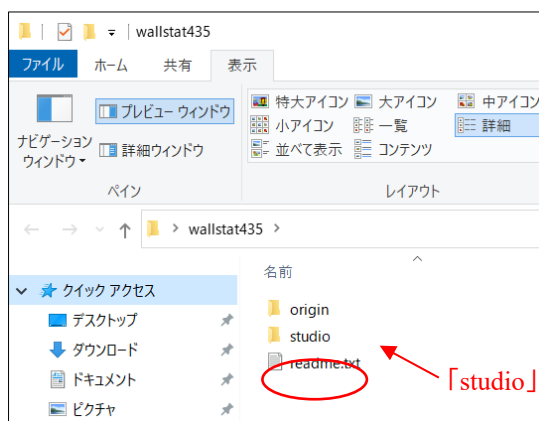 wallstat435
ファイル ホーム 共有 表示
プレビュー ウィンドウ
ナビゲーション
ウィンドウ
詳細ウィンドウ
ペイン
特大アイコン 大アイコン 中アイコン
小アイコン 一覧 詳細
並べて表示 コンテンツ
レイアウト
wallstat435
クイック アクセス
デスクトップ
ダウンロード
ドキュメント
ピクチャ
名前
origin
studio
readme.txt
「studio」